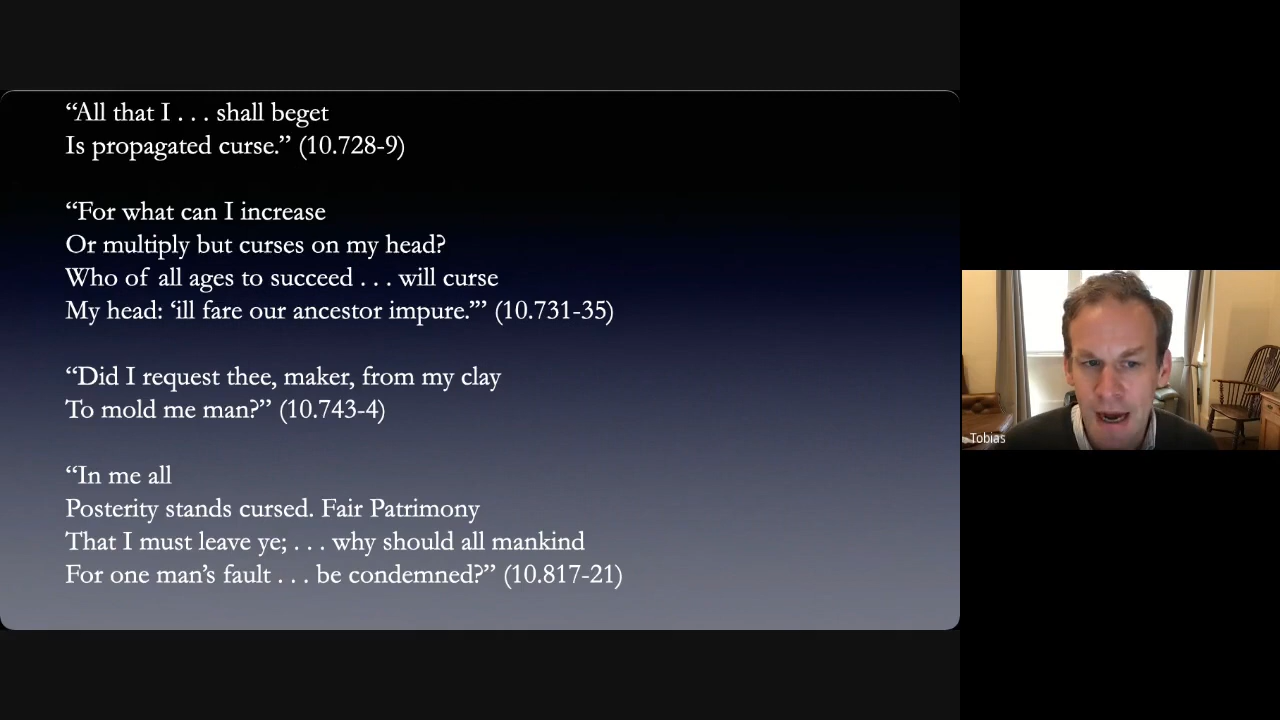 “All that I . . . shall beget
Is propagated curse.” (10.728-9)
“For what can I increase
Or multiply but curses on my head?
Who of all ages to succeed . . . will curse
My head: ‘ill fare our ancestor impure.’” (10.731-35)
“Did I request thee, maker, from my clay
To mold me man?” (10.743-4)
“In me all
Posterity stands cursed. Fair Patrimony
That I must leave ye; . . . why should all mankind
For one man’s fault . . . be condemned?” (10.817-21)
Tobias